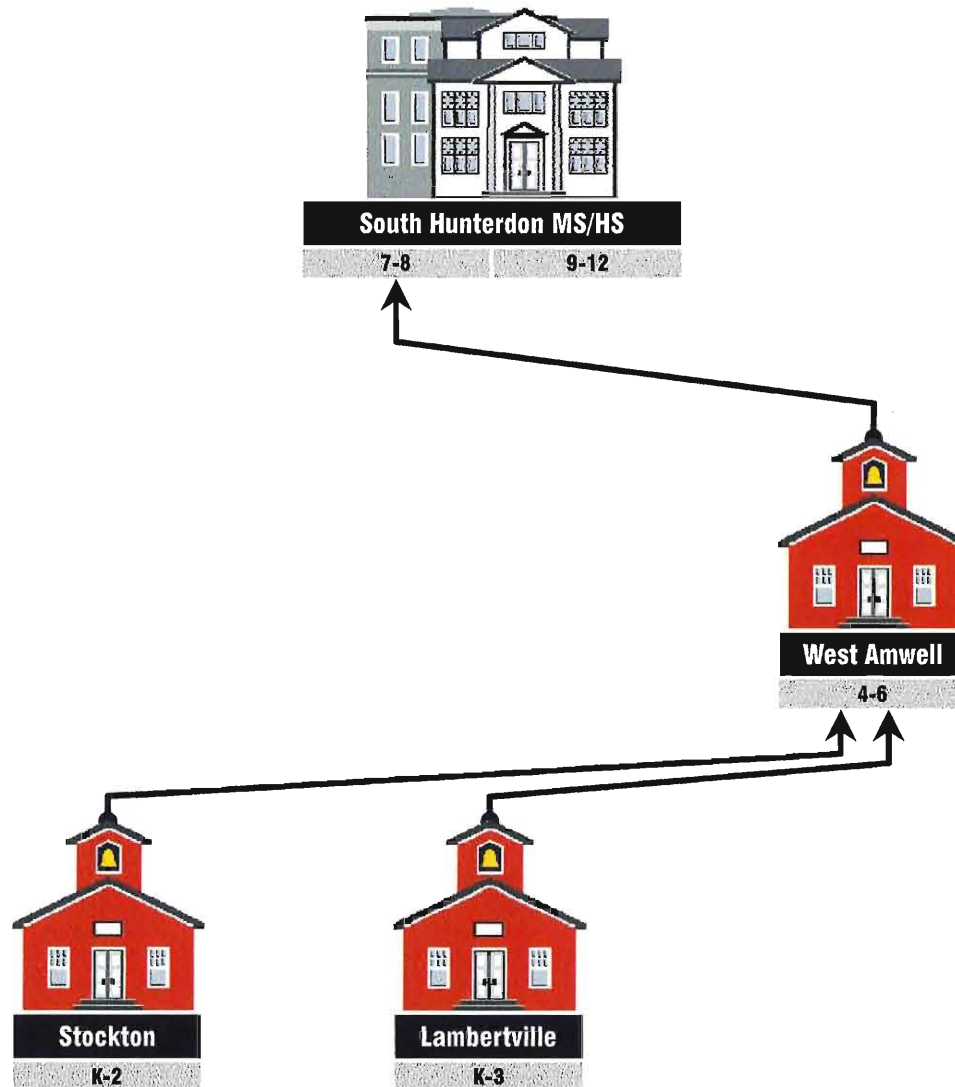 South Hunterdon MS/HS
7-8 9-12
West Amwell
4-6
Stockton
K-2
Lambertville
K-3